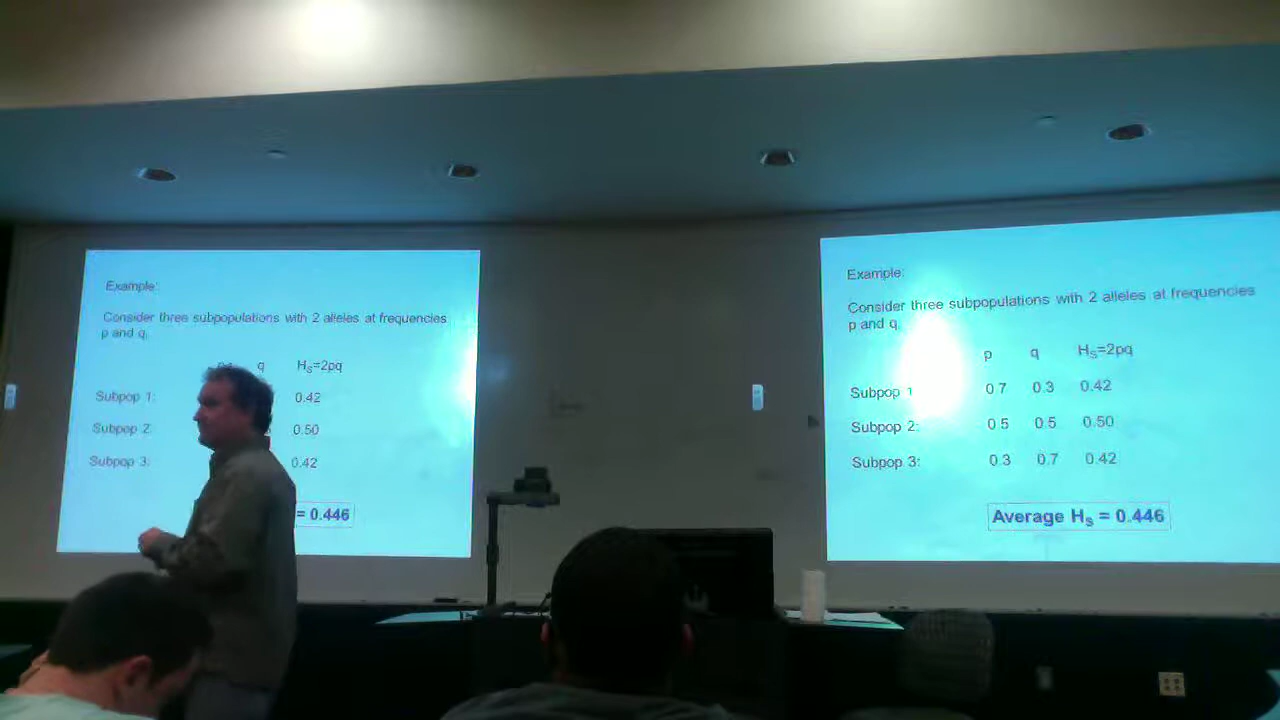 Example:
Consider three subpopulations with 2 alleles at frequencies
p and q.
q HS=2pq
Subpop 1: 0.42
Subpop 2: 0.50
Subpop 3: 0.42
= 0.446
Example:
Consider three subpopulations with 2 alleles at frequencies
p and q.
p q HS=2pq
Subpop 1 0.7 0.3 0.42
Subpop 2: 0.5 0.5 0.50
Subpop 3: 0.3 0.7 0.42
Average HS = 0.446